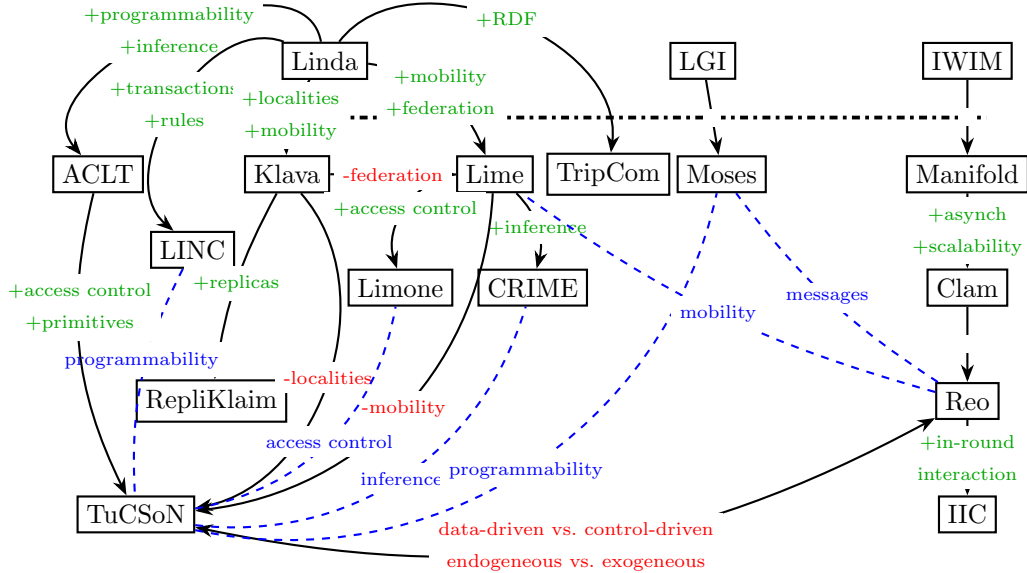 +programmability
+RDF
+inference
Linda
LGI
IWIM
+mobility
+transactions
+localities
+federation
+rules
+mobility
ACLT
Klava
-federation
Lime
TripCom
Moses
Manifold
+access control
+asynch
+inference
LINC
+scalability
+replicas
Limone
CRIME
Clam
+access control
messages
+primitives
mobility
programmability
-localities
RepliKlaim
-mobility
Reo
access control
+in-round
inference
programmability
interaction
TuCSoN
IIC
data-driven vs. control-driven
endogeneous vs. exogeneous